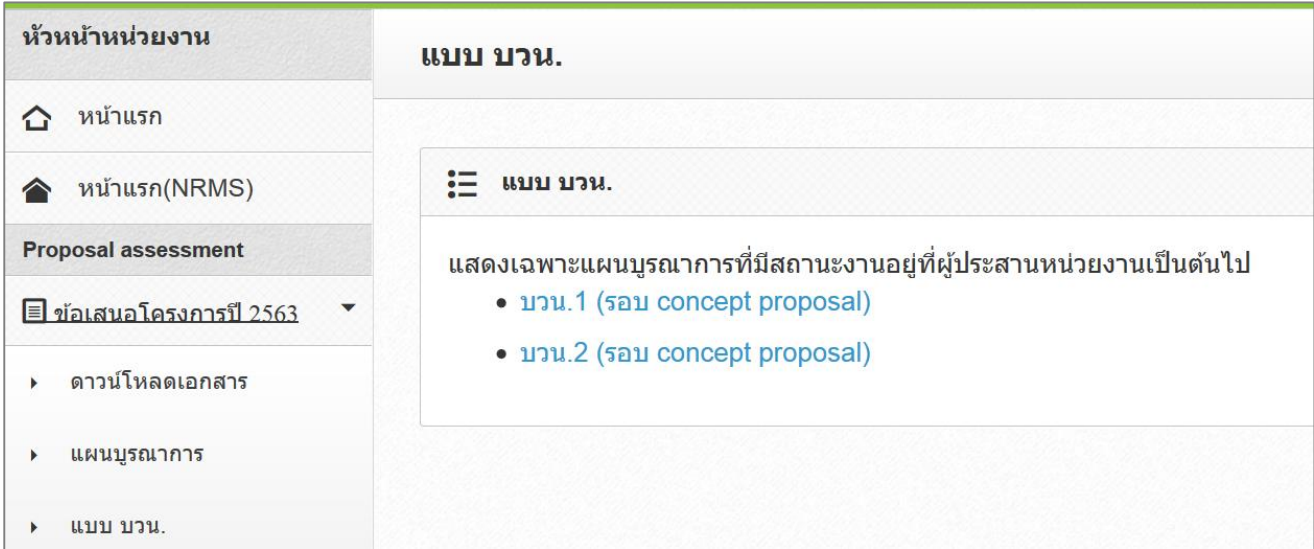 หัวหน้าหน่วยงาน
หน้าแรก
หน้าแรก(NRMS)
Proposal assessment
ข้อเสนอโครงการปี 2563
ดาวน์โหลดเอกสาร
แผนบูรณาการ
แบบ บวน.
แบบ บวน.
แบบ บวน.
แสดงเฉพาะแผนบูรณาการที่มีสถานะงานอยู่ที่ผู้ประสานหน่วยงานเป็นต้นไป
• บวน.1 (รอบ concept proposal)
• บวน.2 (รอบ concept proposal)